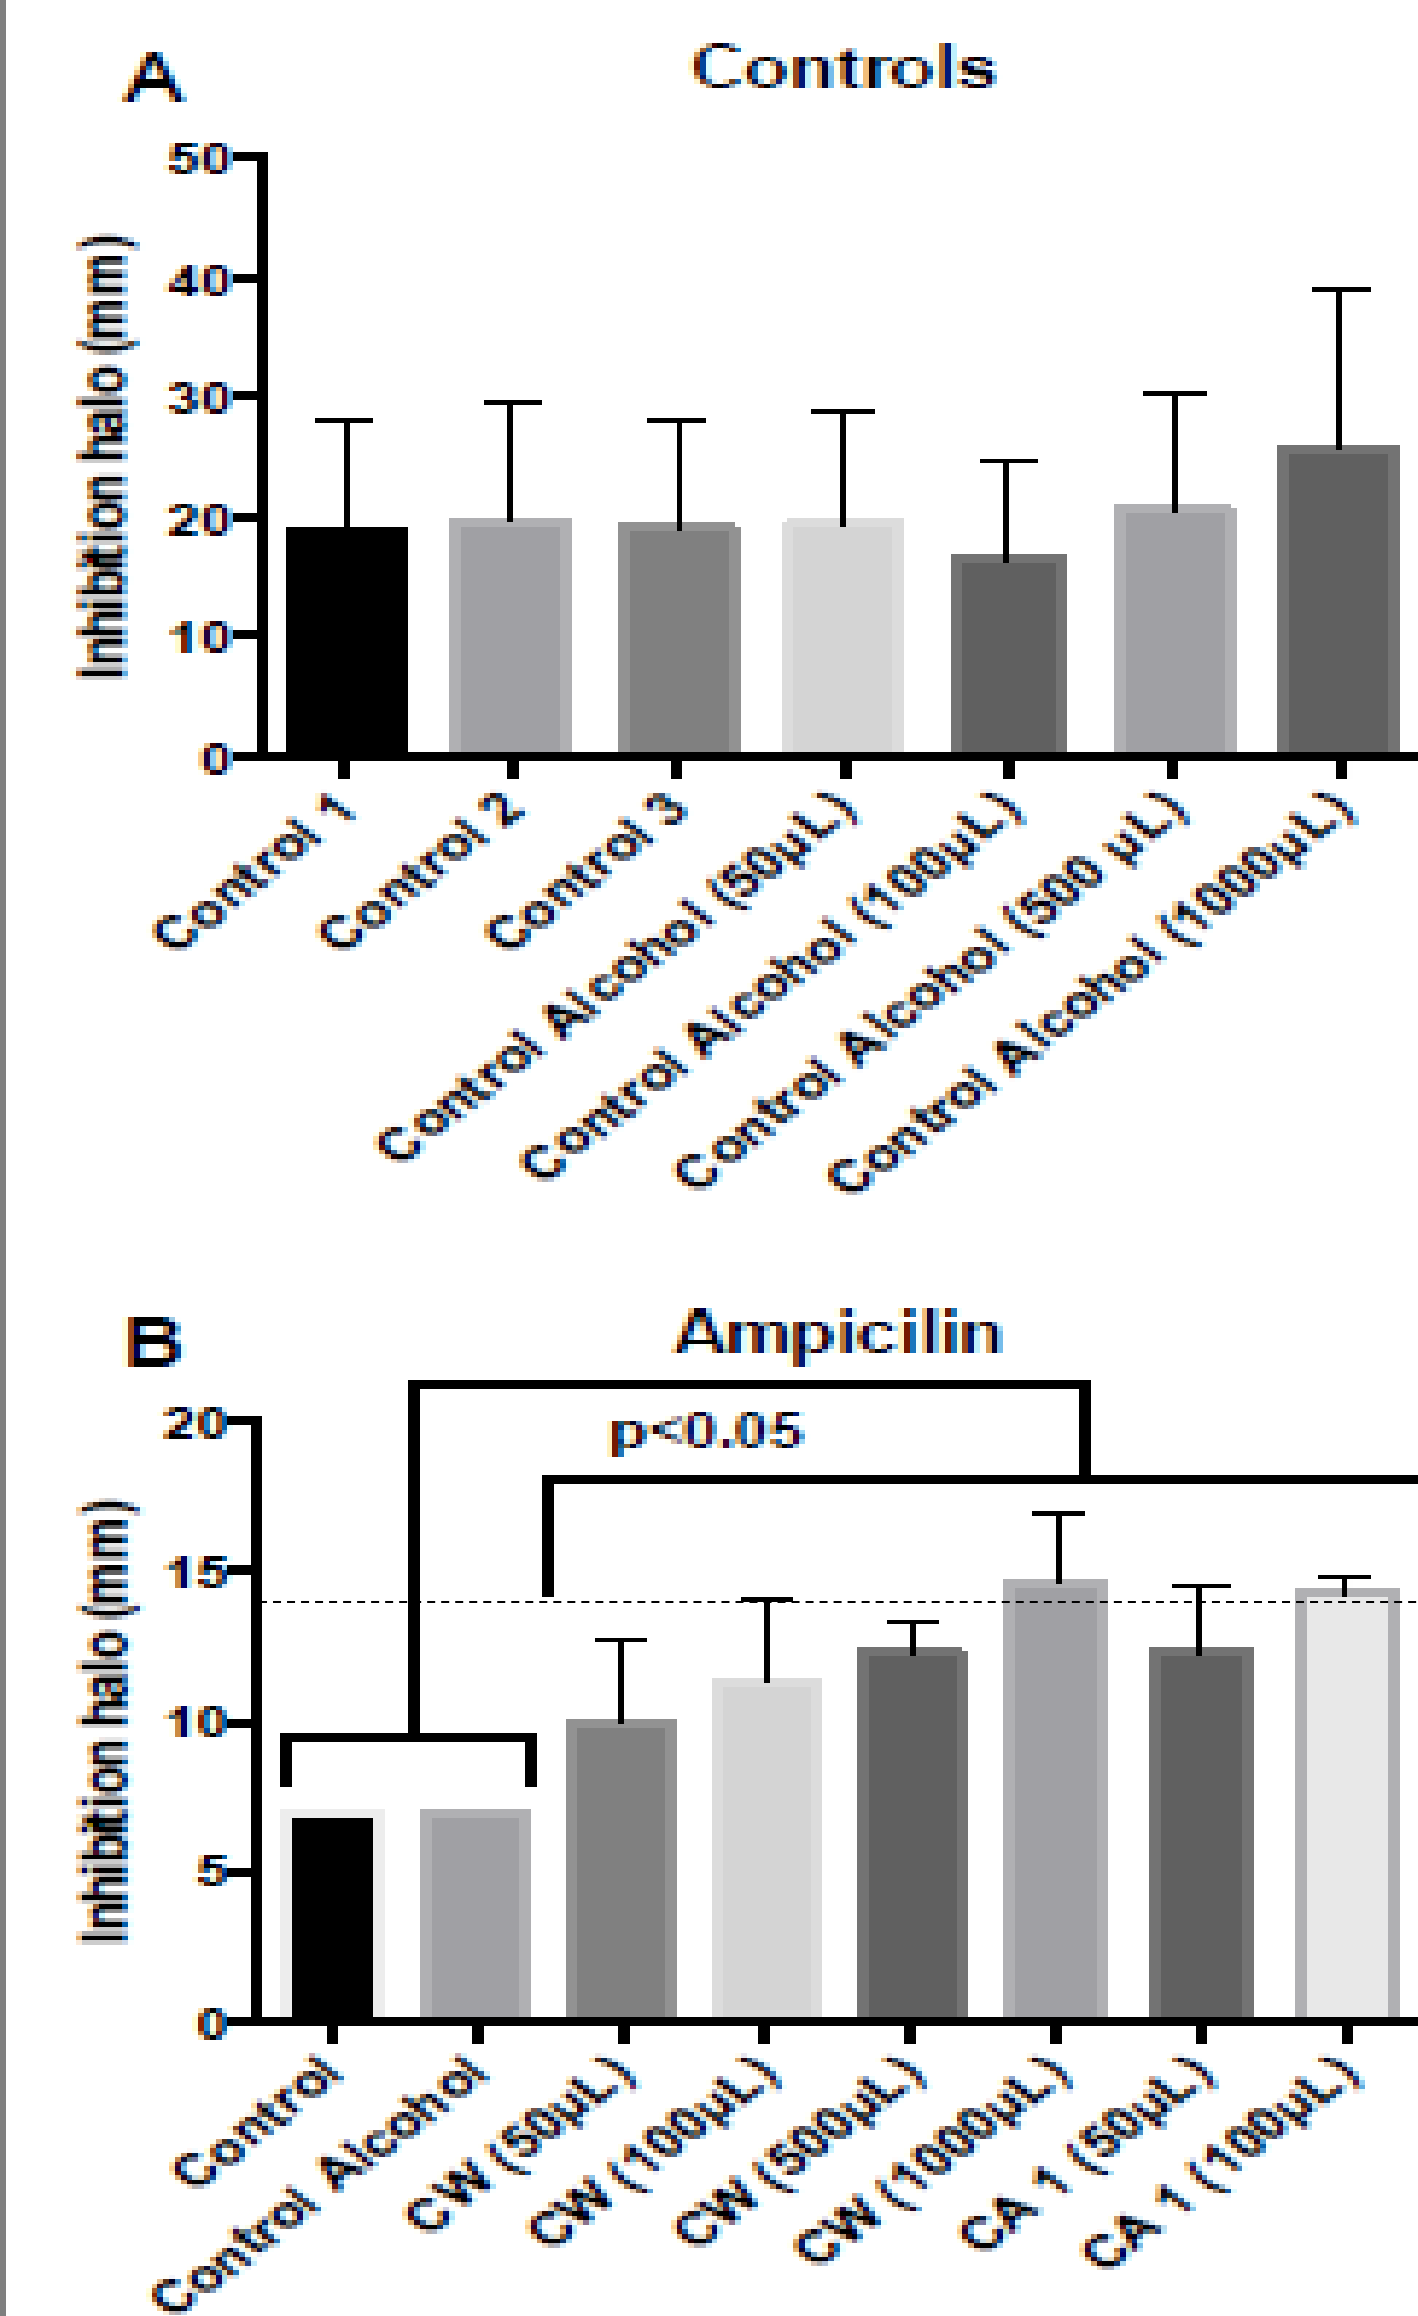 A
Controls
50
40
30
20
10
0
Inhibition halo (mm)
Control 1
Control 2
Control 3
Control Alcohol (50µL)
Control Alcohol (100µL)
Control Alcohol (500 µL)
Control Alcohol (1000µL)
B
Ampicilin
p<0.05
20
15
10
5
0
Inhibition halo (mm)
Control
Control Alcohol
CW (50µL)
CW (100µL)
CW (500µL)
CW (1000µL)
CA 1 (50µL)
CA 1 (100µL)